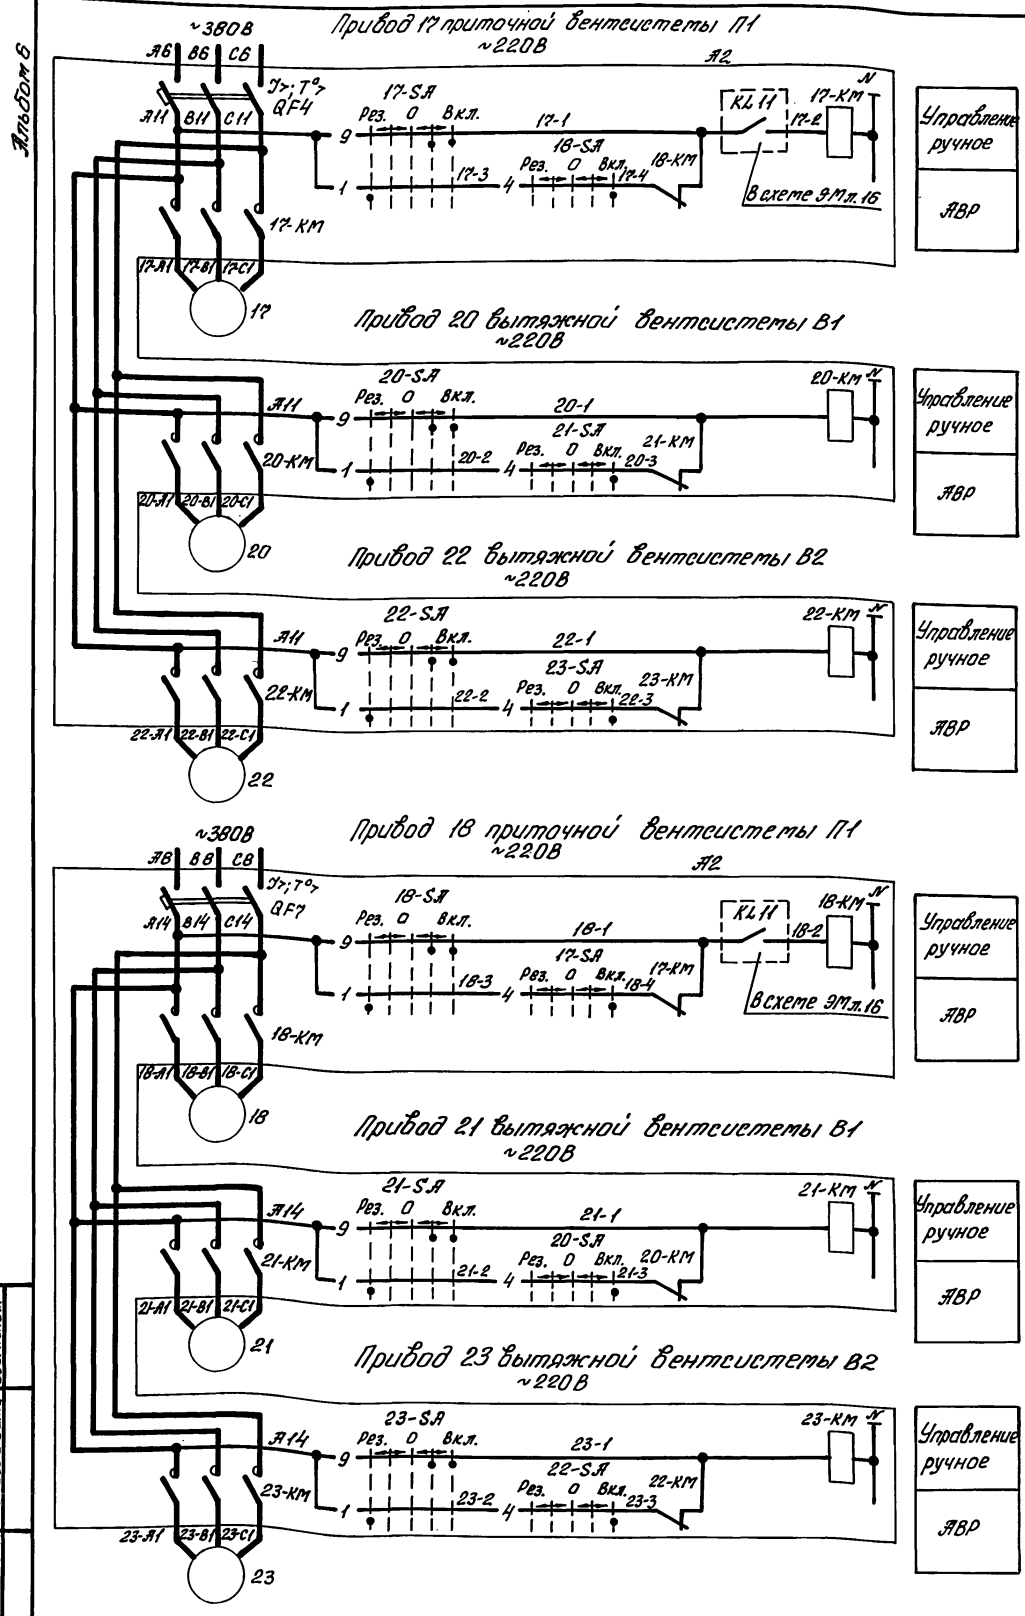 Альбом 6
Привод 17 приточной вентсистемы П1
~380В
~220В
А6 В6 С6
А2
N
I>; T°>
QF4
17-SA
KL11
17-КМ
А11 В11 С11
Рез. 0 Вкл.
9
17-1
17-2
18-SA
18-КМ
Рез. 0 Вкл.
1
17-3
4
17-4
В схеме ЭМ л.16
17-КМ
17-А1 17-В1 17-С1
17
Управление ручное
АВР
Привод 20 вытяжной вентсистемы В1
~220В
20-SA
20-КМ
N
Рез. 0 Вкл.
А11
9
20-1
21-SA
21-КМ
Рез. 0 Вкл.
20-КМ
1
20-2
4
20-3
20-А1 20-В1 20-С1
20
Управление ручное
АВР
Привод 22 вытяжной вентсистемы В2
~220В
22-SA
22-КМ
N
Рез. 0 Вкл.
А11
9
22-1
23-SA
23-КМ
Рез. 0 Вкл.
22-КМ
1
22-2
4
22-3
22-А1 22-В1 22-С1
22
Управление ручное
АВР
Привод 18 приточной вентсистемы П1
~380В
~220В
А8 В8 С8
А2
N
I>; T°>
QF7
18-SA
KL11
18-КМ
А14 В14 С14
Рез. 0 Вкл.
9
18-1
18-2
17-SA
17-КМ
Рез. 0 Вкл.
1
18-3
4
18-4
В схеме ЭМ л.16
18-КМ
18-А1 18-В1 18-С1
18
Управление ручное
АВР
Привод 21 вытяжной вентсистемы В1
~220В
21-SA
21-КМ
N
Рез. 0 Вкл.
А14
9
21-1
20-SA
20-КМ
Рез. 0 Вкл.
21-КМ
1
21-2
4
21-3
21-А1 21-В1 21-С1
21
Управление ручное
АВР
Привод 23 вытяжной вентсистемы В2
~220В
23-SA
23-КМ
N
Рез. 0 Вкл.
А14
9
23-1
22-SA
22-КМ
Рез. 0 Вкл.
23-КМ
1
23-2
4
23-3
23-А1 23-В1 23-С1
23
Управление ручное
АВР